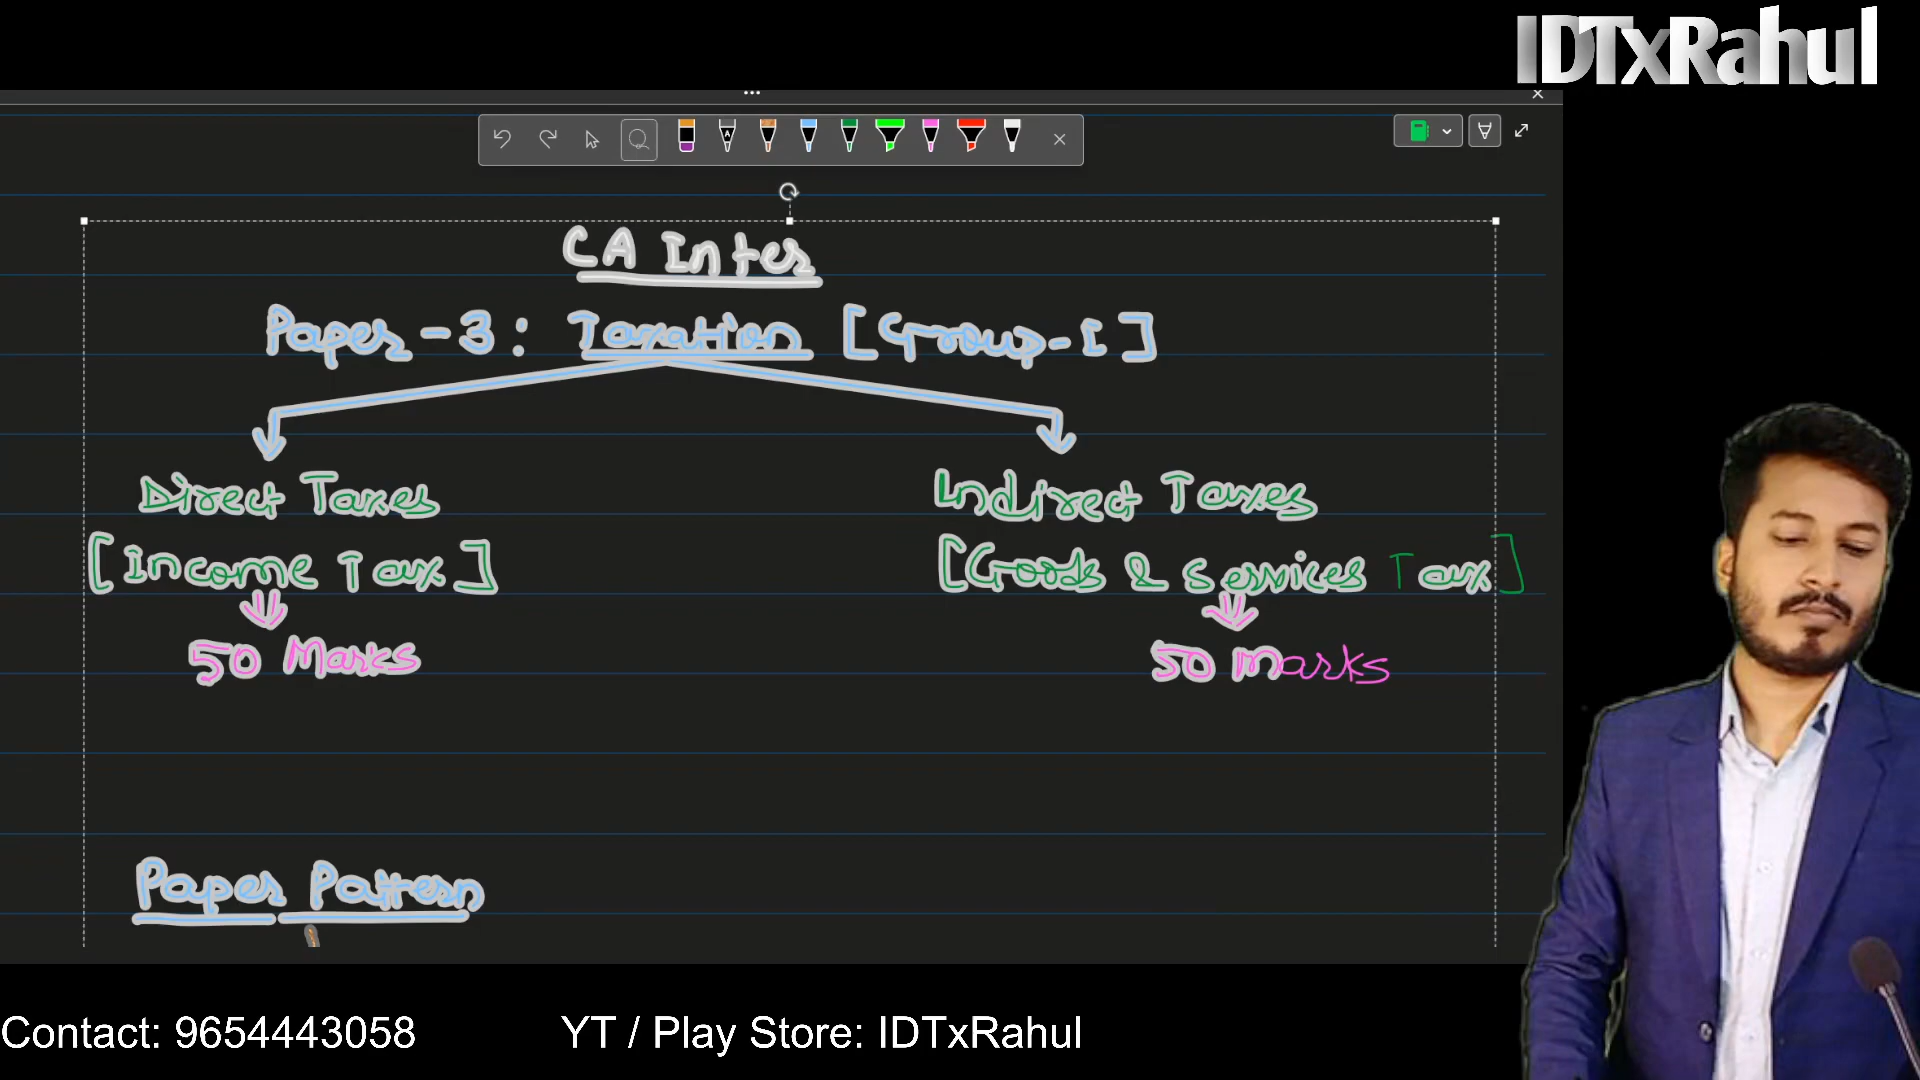 IDTxRahul
CA Inter
Paper-3: Taxation [Group-I]
Direct Taxes
Indirect Taxes
[Income Tax]
[Goods & Services Tax]
50 Marks
50 Marks
Paper Pattern
Contact: 9654443058
YT / Play Store: IDTxRahul